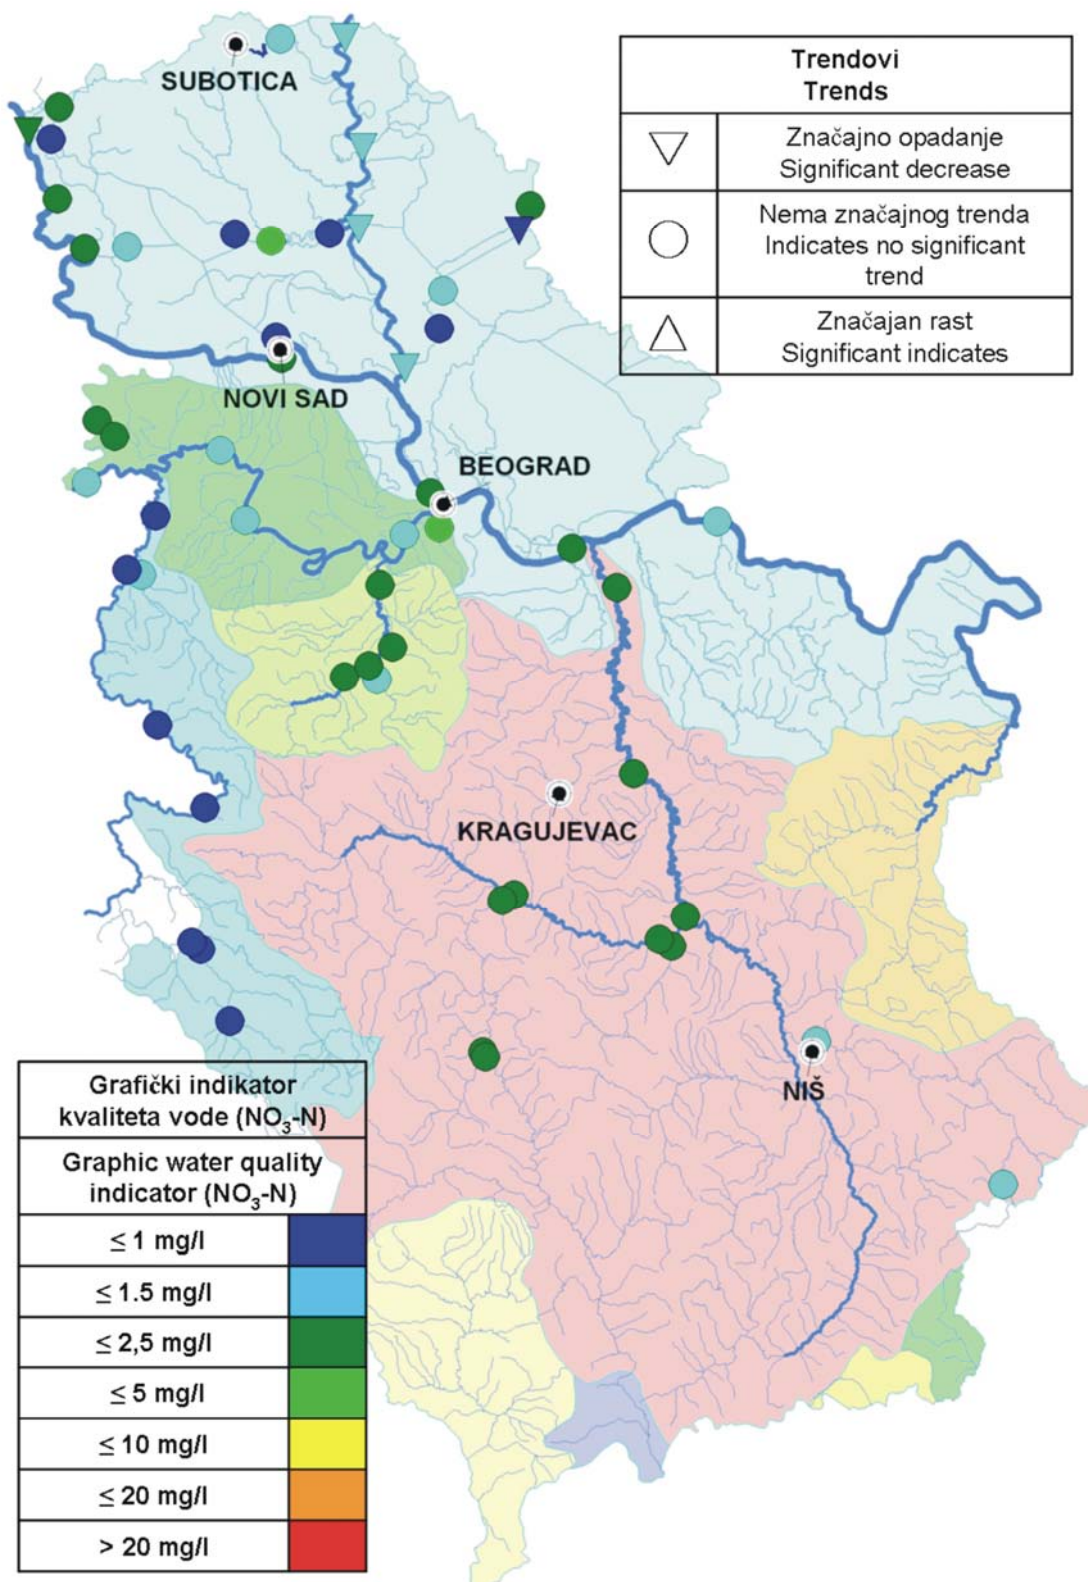 SUBOTICA
Trendovi
Trends
Značajno opadanje
Significant decrease
Nema značajnog trenda
Indicates no significant
trend
Značajan rast
Significant indicates
NOVI SAD
BEOGRAD
KRAGUJEVAC
NIŠ
Grafički indikator
kvaliteta vode (NO₃-N)
Graphic water quality
indicator (NO₃-N)
≤ 1 mg/l
≤ 1.5 mg/l
≤ 2,5 mg/l
≤ 5 mg/l
≤ 10 mg/l
≤ 20 mg/l
> 20 mg/l